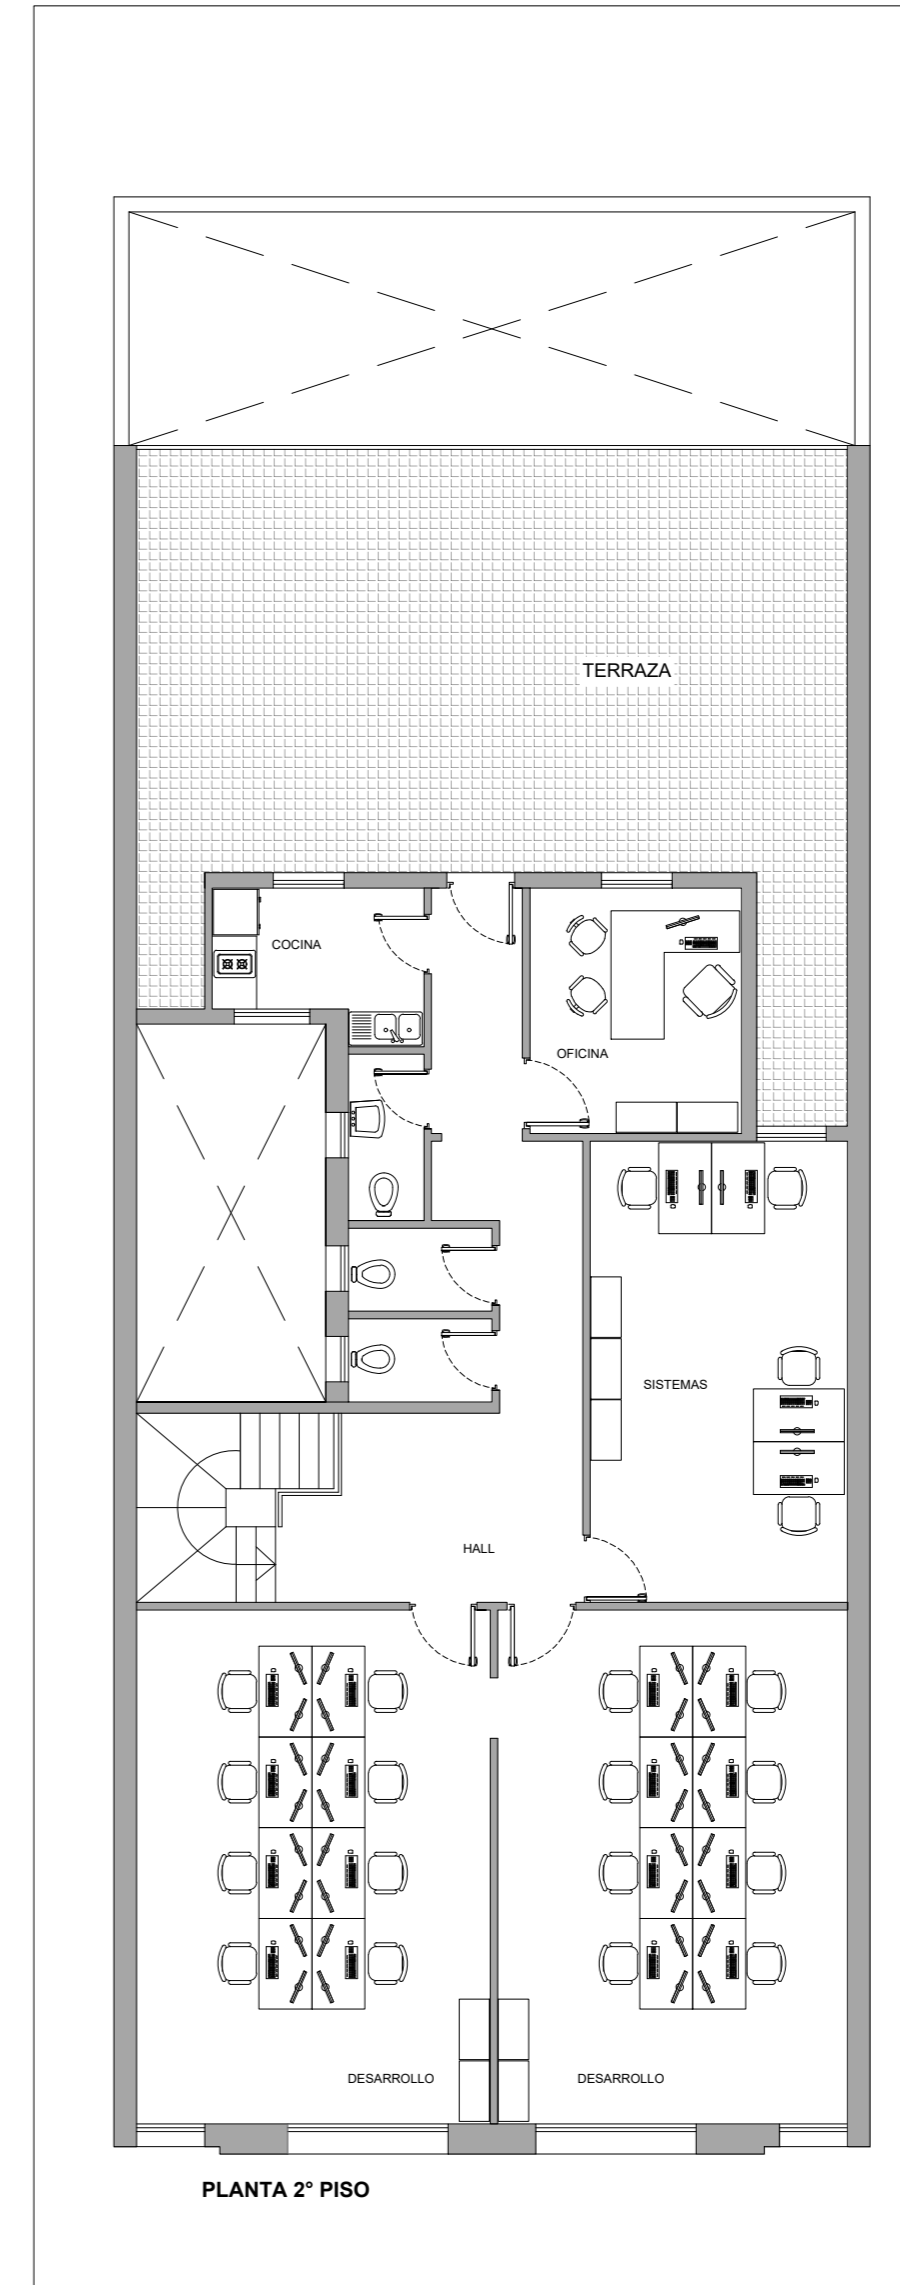 TERRAZA
COCINA
OFICINA
SISTEMAS
HALL
DESARROLLO
DESARROLLO
PLANTA 2° PISO